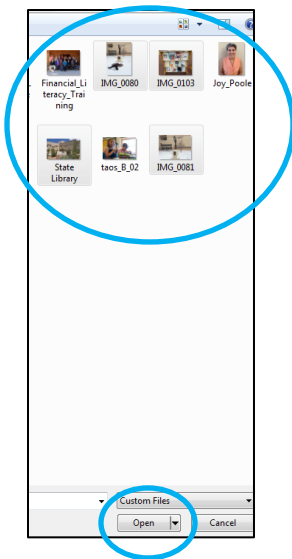 Financial_Li IMG_0080 IMG_0103 Joy_Poole
teracy_Trai
ning
State taos_B_02 IMG_0081
Library
Custom Files
Open Cancel